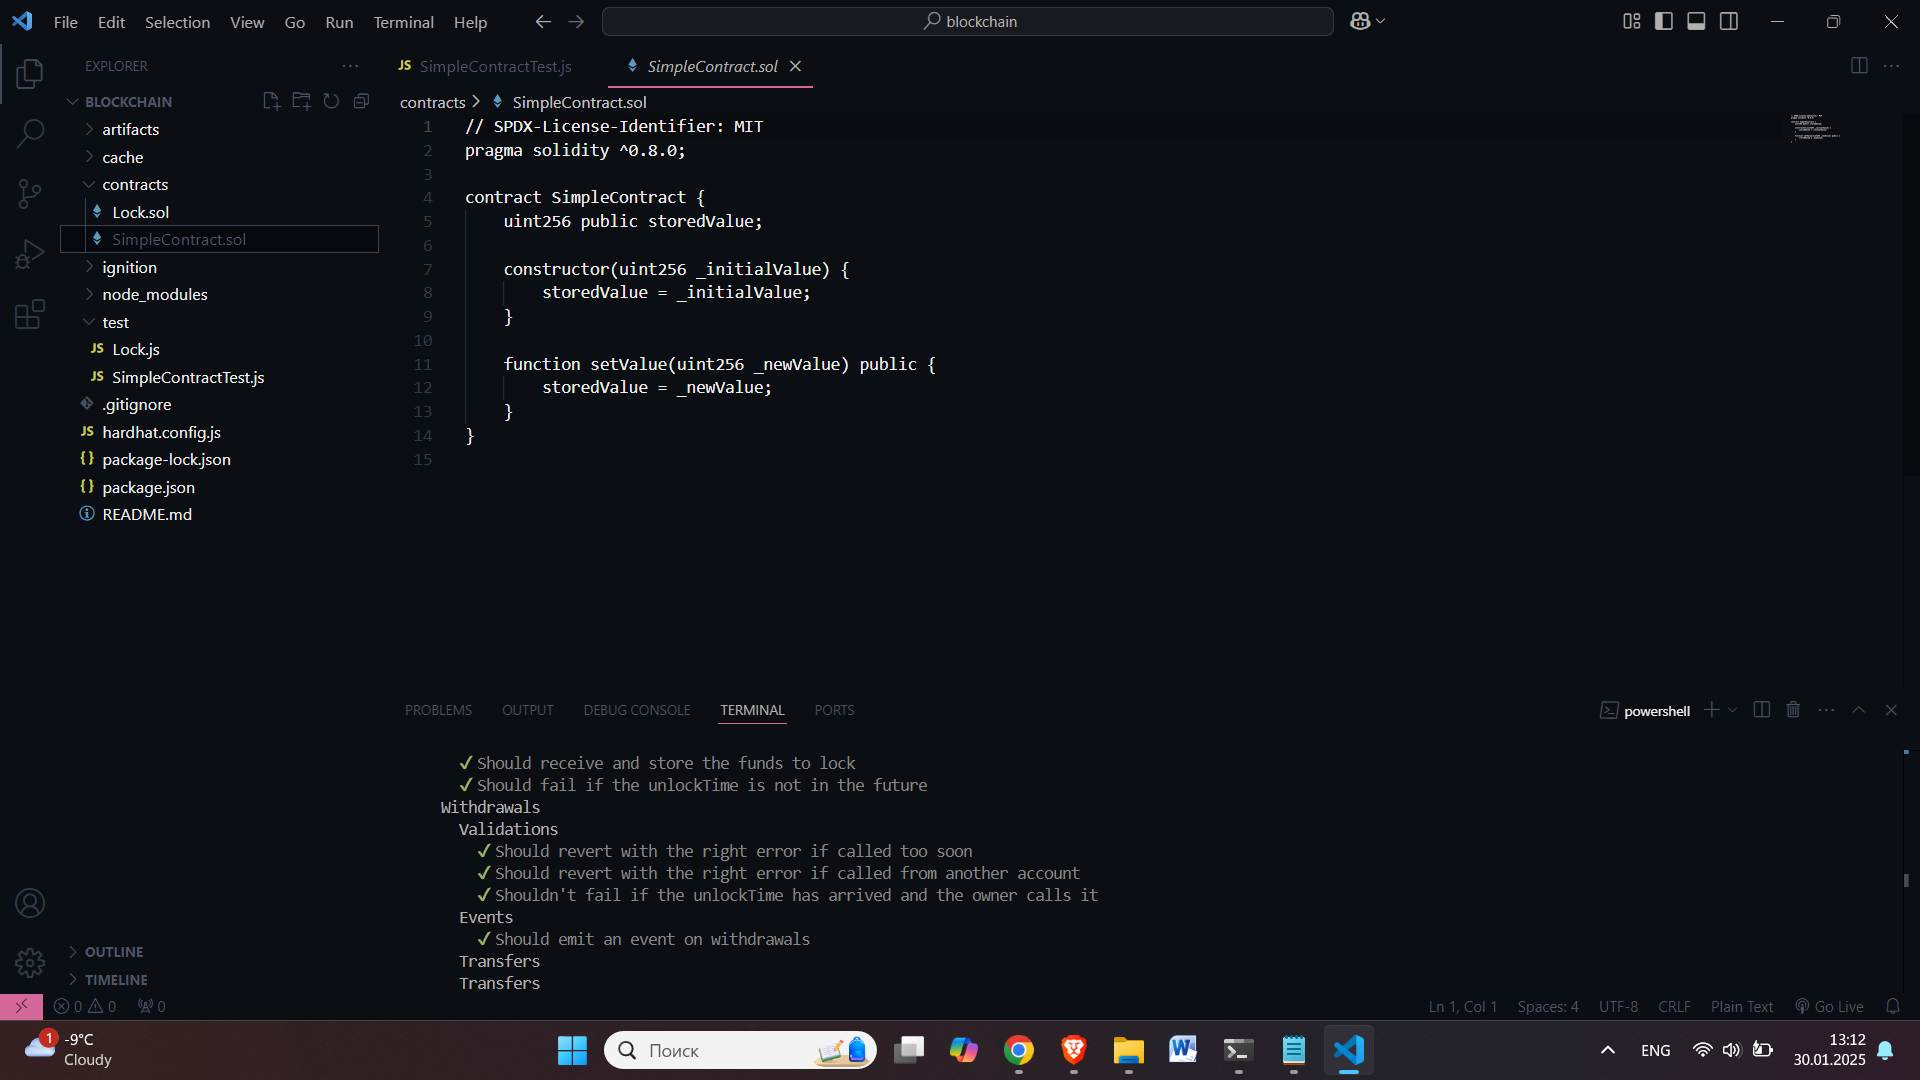 File Edit Selection View Go Run Terminal Help
blockchain
EXPLORER
BLOCKCHAIN
artifacts
cache
contracts
Lock.sol
SimpleContract.sol
ignition
node_modules
test
JS Lock.js
JS SimpleContractTest.js
.gitignore
JS hardhat.config.js
{} package-lock.json
{} package.json
README.md
OUTLINE
TIMELINE
JS SimpleContractTest.js
SimpleContract.sol
contracts > SimpleContract.sol
1 // SPDX-License-Identifier: MIT
2 pragma solidity ^0.8.0;
3
4 contract SimpleContract {
5 uint256 public storedValue;
6
7 constructor(uint256 _initialValue) {
8 storedValue = _initialValue;
9 }
10
11 function setValue(uint256 _newValue) public {
12 storedValue = _newValue;
13 }
14 }
15
PROBLEMS OUTPUT DEBUG CONSOLE TERMINAL PORTS
powershell
✓ Should receive and store the funds to lock
✓ Should fail if the unlockTime is not in the future
Withdrawals
Validations
✓ Should revert with the right error if called too soon
✓ Should revert with the right error if called from another account
✓ Shouldn't fail if the unlockTime has arrived and the owner calls it
Events
✓ Should emit an event on withdrawals
Transfers
Transfers
0 0 0
Ln 1, Col 1 Spaces: 4 UTF-8 CRLF Plain Text Go Live
1
-9°C
Cloudy
Поиск
ENG
13:12
30.01.2025